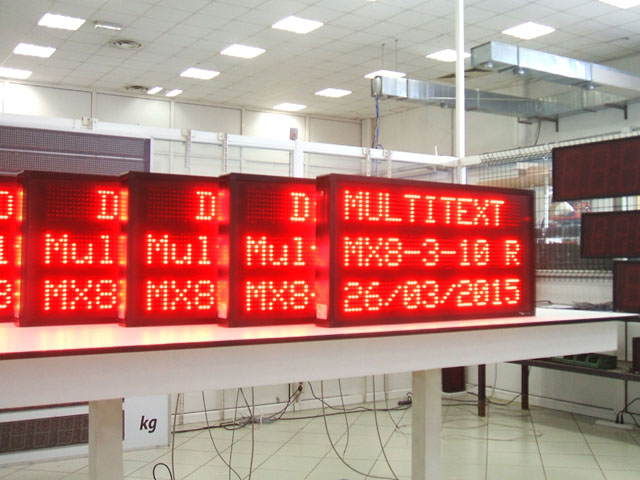 D
Mul
MX8
D
Mul
MX8
D
Mul
MX8
MULTITEXT
MX8-3-10 R
26/03/2015
kg